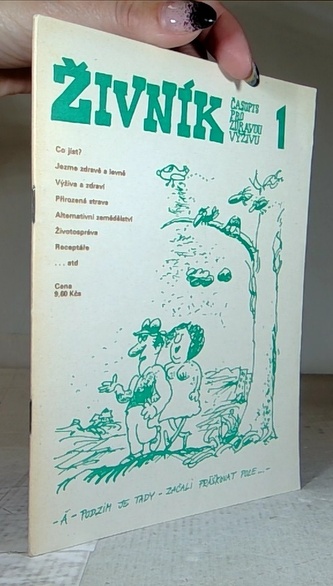 ŽIVNÍK
ČASOPIS
PRO
ZDRAVOU
VÝŽIVU
1
Co jíst?
Jezme zdravě a levně
Výživa a zdraví
Přirozená strava
Alternativní zemědělství
Životospráva
Receptáře
... atd
Cena
9,60 Kčs
-Á- PODZIM JE TADY - ZAČALI PRÁŠKOVAT POLE...-